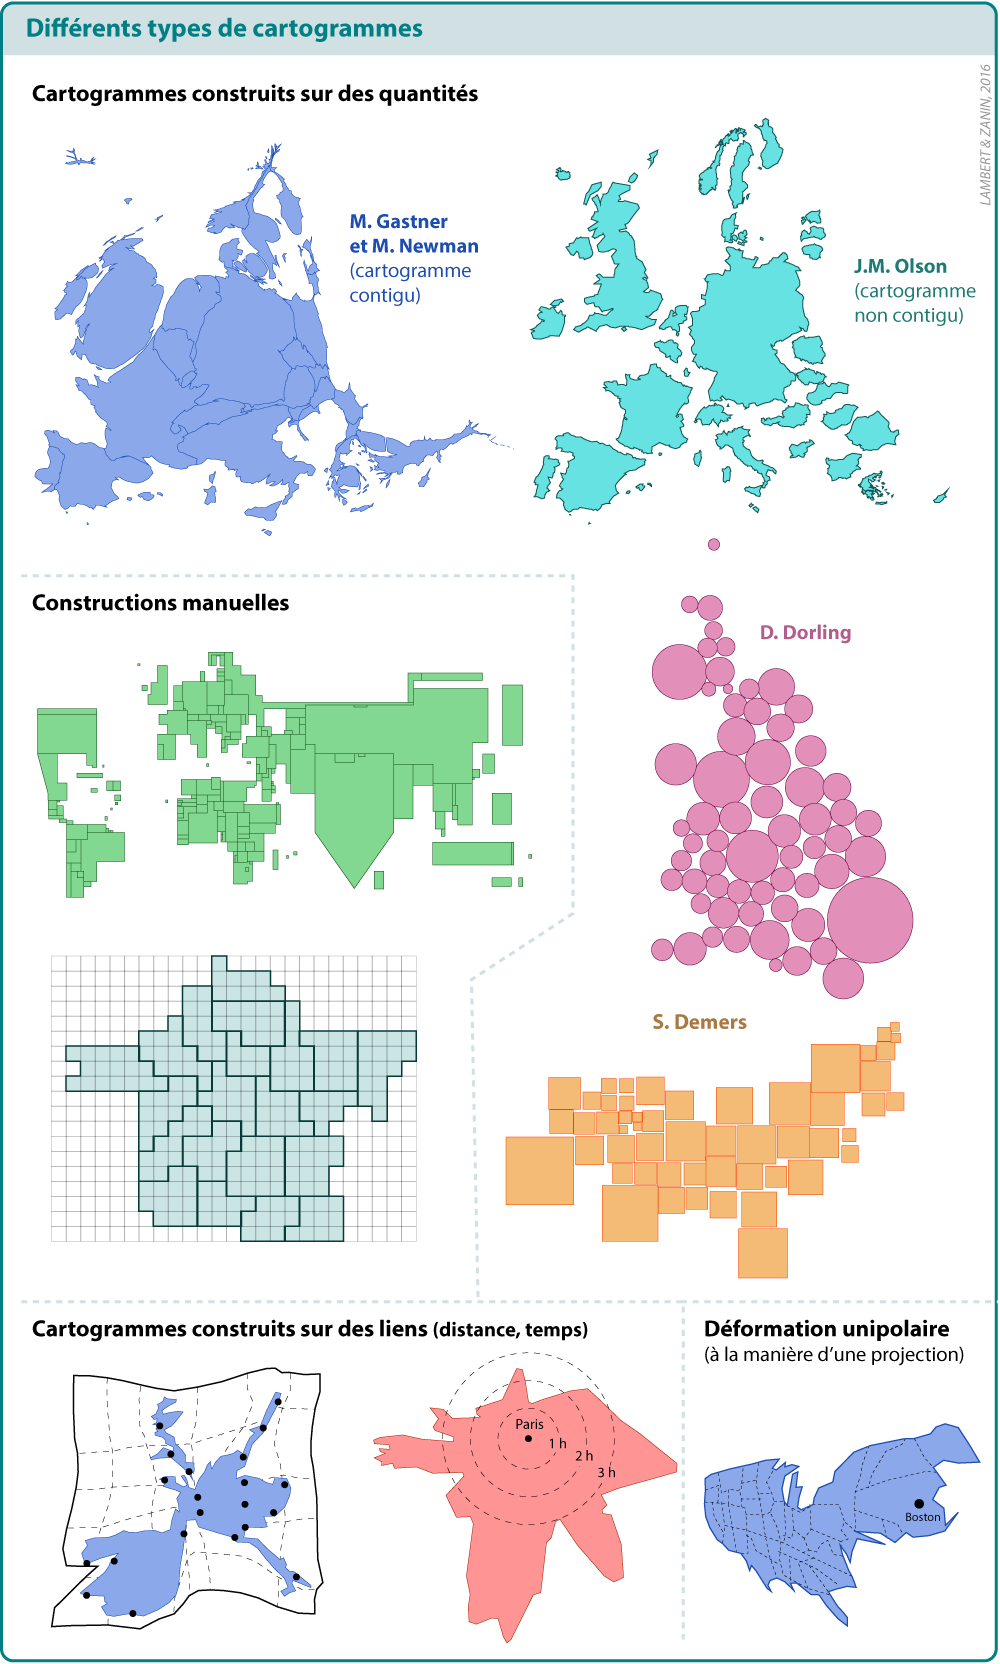 Différents types de cartogrammes
LAMBERT & ZANIN, 2016
Cartogrammes construits sur des quantités
M. Gastner
et M. Newman
(cartogramme
contigu)
J.M. Olson
(cartogramme
non contigu)
Constructions manuelles
D. Dorling
S. Demers
Cartogrammes construits sur des liens (distance, temps)
Paris
1 h
2 h
3 h
Déformation unipolaire
(à la manière d'une projection)
Boston